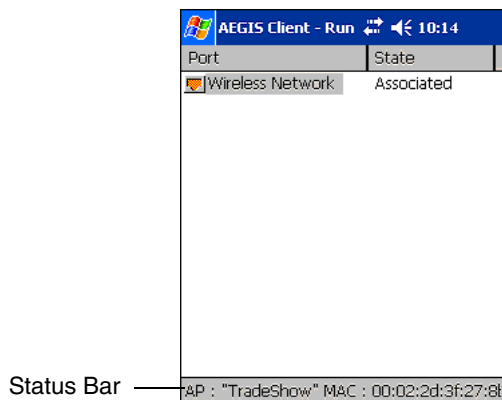 AEGIS Client - Run 10:14
Port State
Wireless Network Associated
Status Bar
AP : "TradeShow" MAC : 00:02:2d:3f:27:8